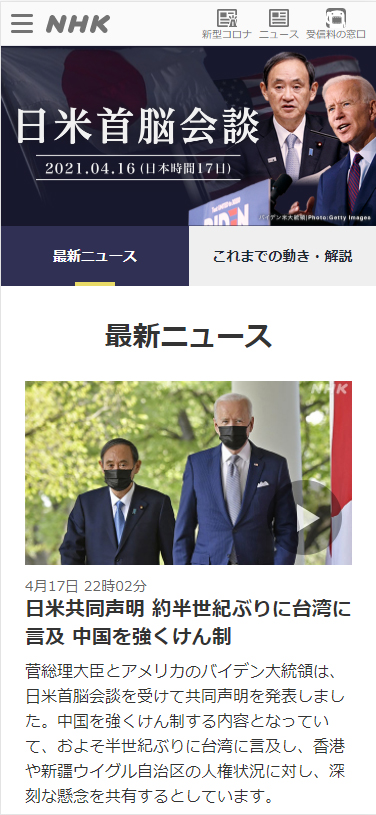 NHK
新型コロナ
ニュース
受信料の窓口
日米首脳会談
2021.04.16 (日本時間17日)
BIDEN
バイデン米大統領|Photo:Getty Images
最新ニュース
これまでの動き・解説
最新ニュース
NHK
4月17日 22時02分
日米共同声明 約半世紀ぶりに台湾に
言及 中国を強くけん制
菅総理大臣とアメリカのバイデン大統領は、
日米首脳会談を受けて共同声明を発表しまし
た。中国を強くけん制する内容となってい
て、およそ半世紀ぶりに台湾に言及し、香港
や新疆ウイグル自治区の人権状況に対し、深
刻な懸念を共有するとしています。